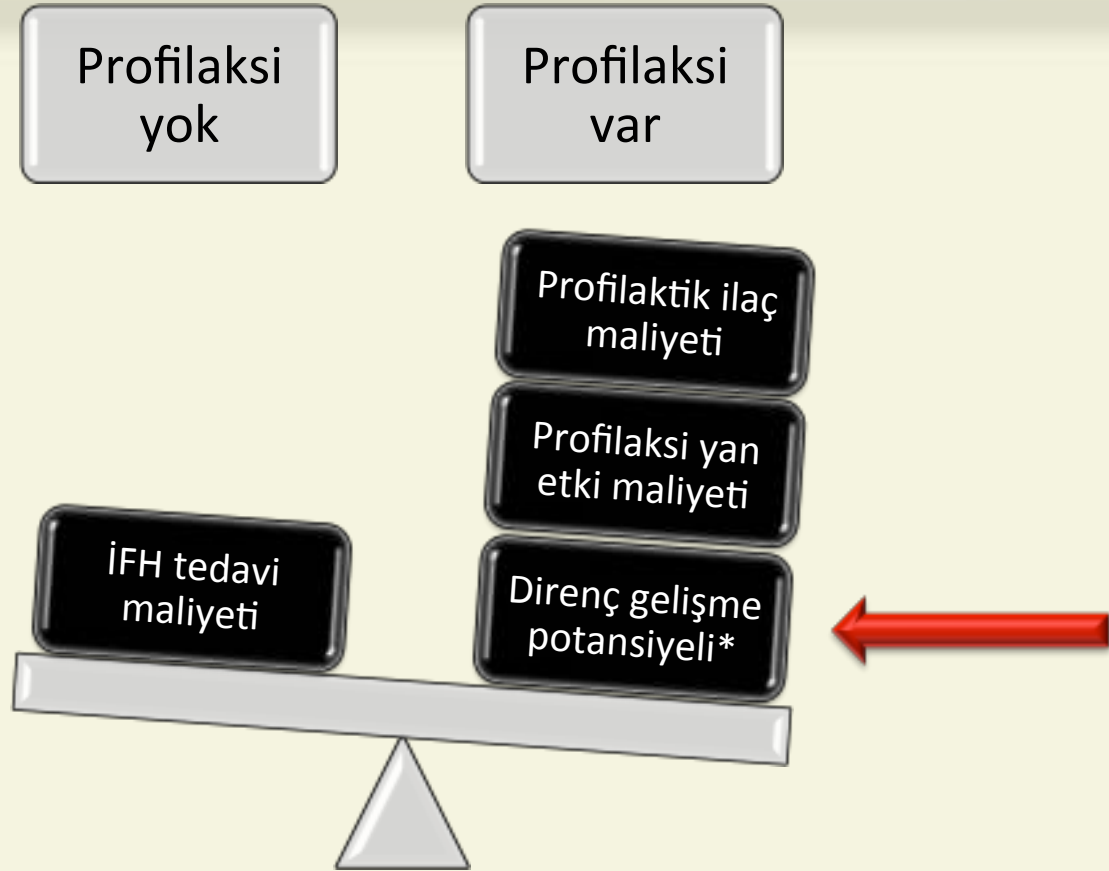 Profilaksi
yok
Profilaksi
var
Profilaktik ilaç
maliyeti
Profilaksi yan
etki maliyeti
İFH tedavi
maliyeti
Direnç gelişme
potansiyeli*